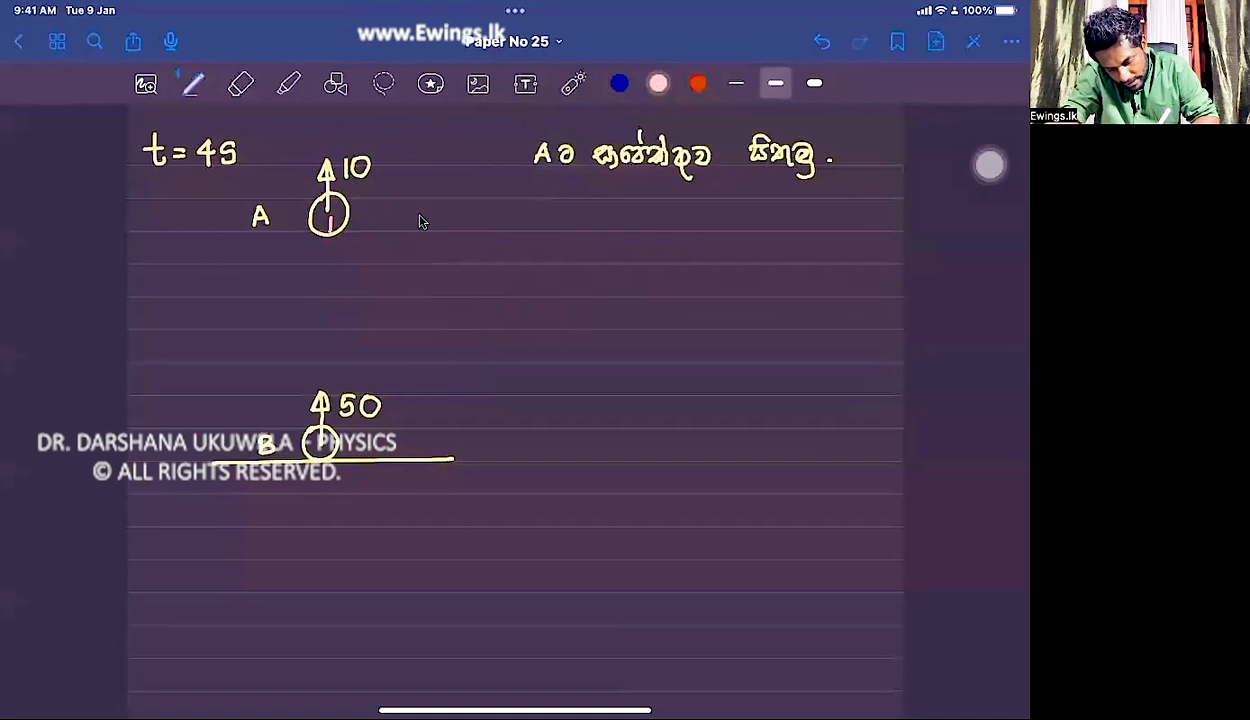 9:41 AM Tue 9 Jan
100%
www.Ewings.lk
Paper No 25
t = 4s
A ට සාපේක්ෂව සිතමු.
10
A
50
B
DR. DARSHANA UKUWELA - PHYSICS
© ALL RIGHTS RESERVED.
Ewings.lk